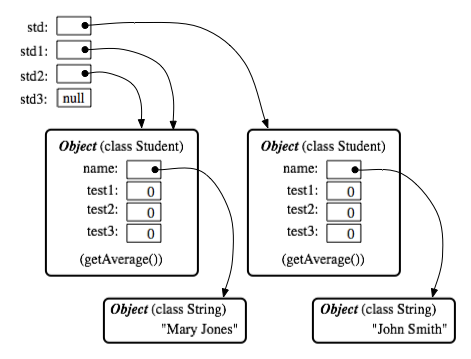 std:
std1:
std2:
std3: null
Object (class Student)
name:
test1: 0
test2: 0
test3: 0
(getAverage())
Object (class Student)
name:
test1: 0
test2: 0
test3: 0
(getAverage())
Object (class String)
"Mary Jones"
Object (class String)
"John Smith"